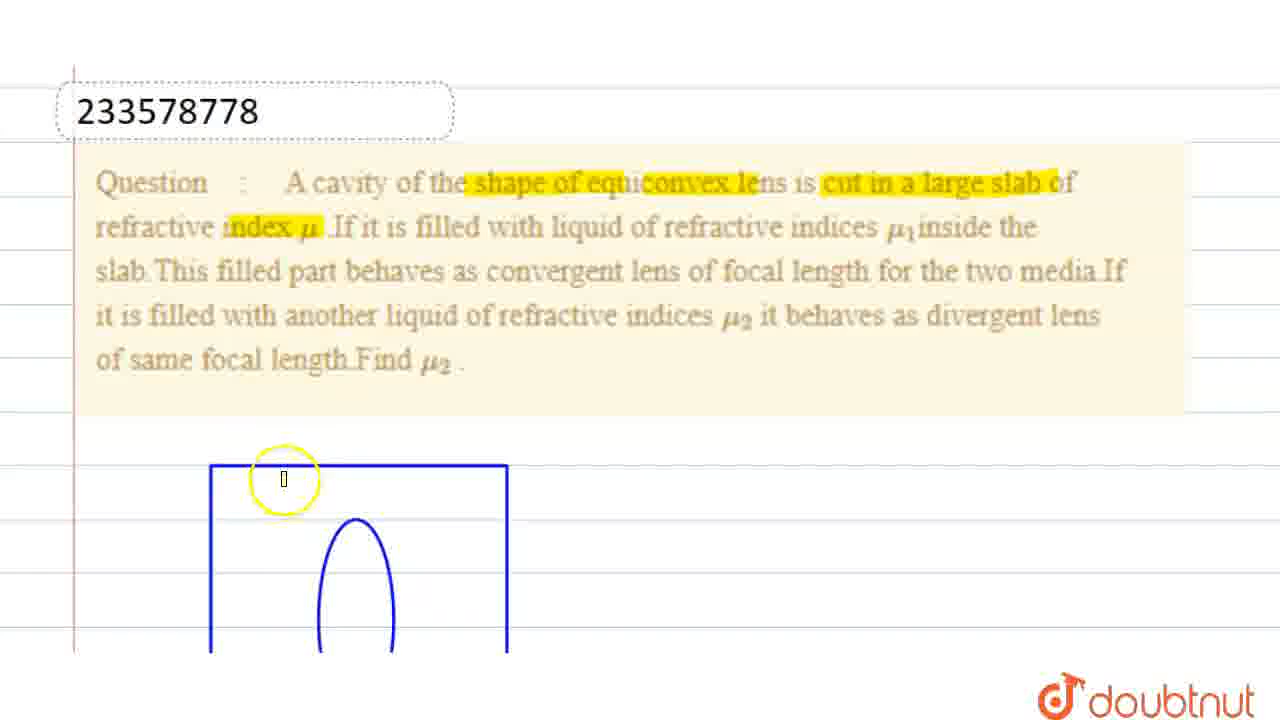 233578778
Question : A cavity of the shape of equiconvex lens is cut in a large slab of
refractive index μ .If it is filled with liquid of refractive indices μ₁inside the
slab.This filled part behaves as convergent lens of focal length for the two media.If
it is filled with another liquid of refractive indices μ₂ it behaves as divergent lens
of same focal length.Find μ₂ .
doubtnut